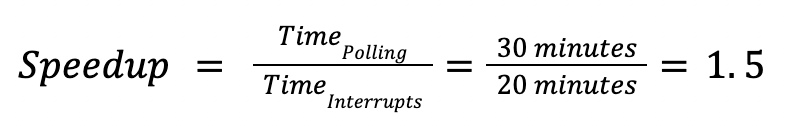 Speedup = Time_Polling / Time_Interrupts = 30 minutes / 20 minutes = 1.5